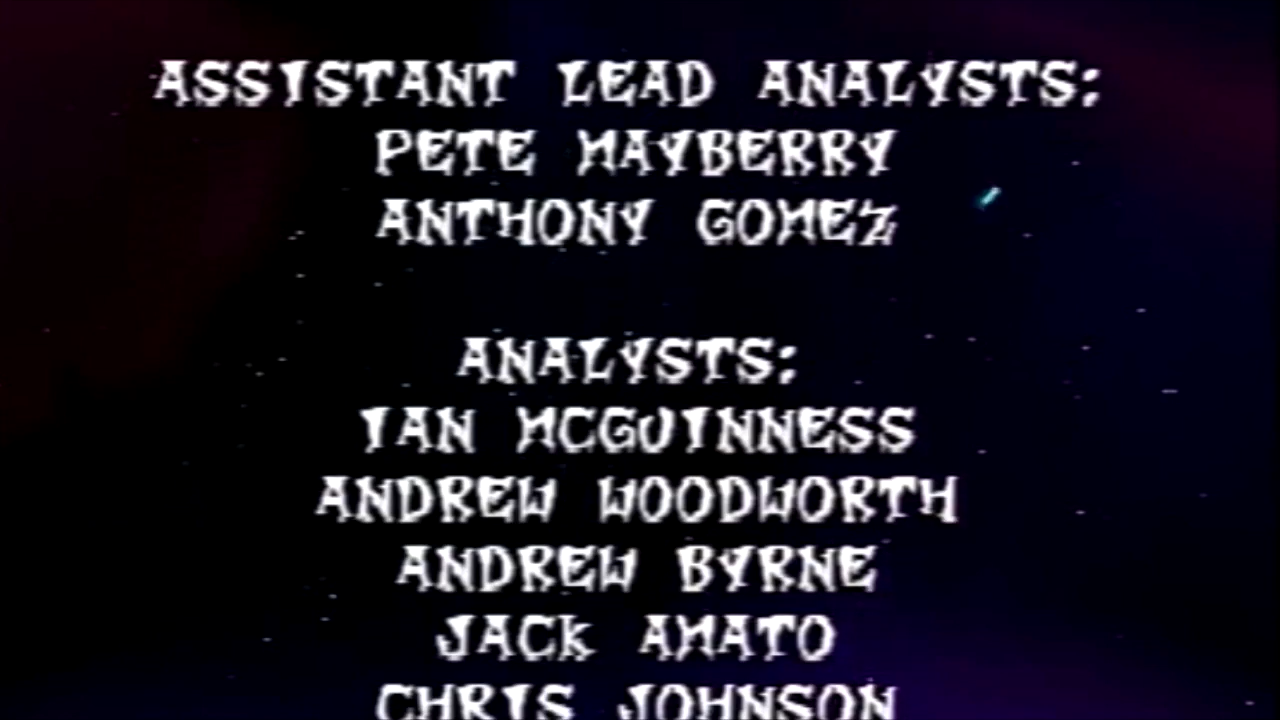 ASSISTANT LEAD ANALYSTS:
PETE MAYBERRY
ANTHONY GOMEZ
ANALYSTS:
IAN MCGUINNESS
ANDREW WOODWORTH
ANDREW BYRNE
JACK AMATO
CHRIS JOHNSON